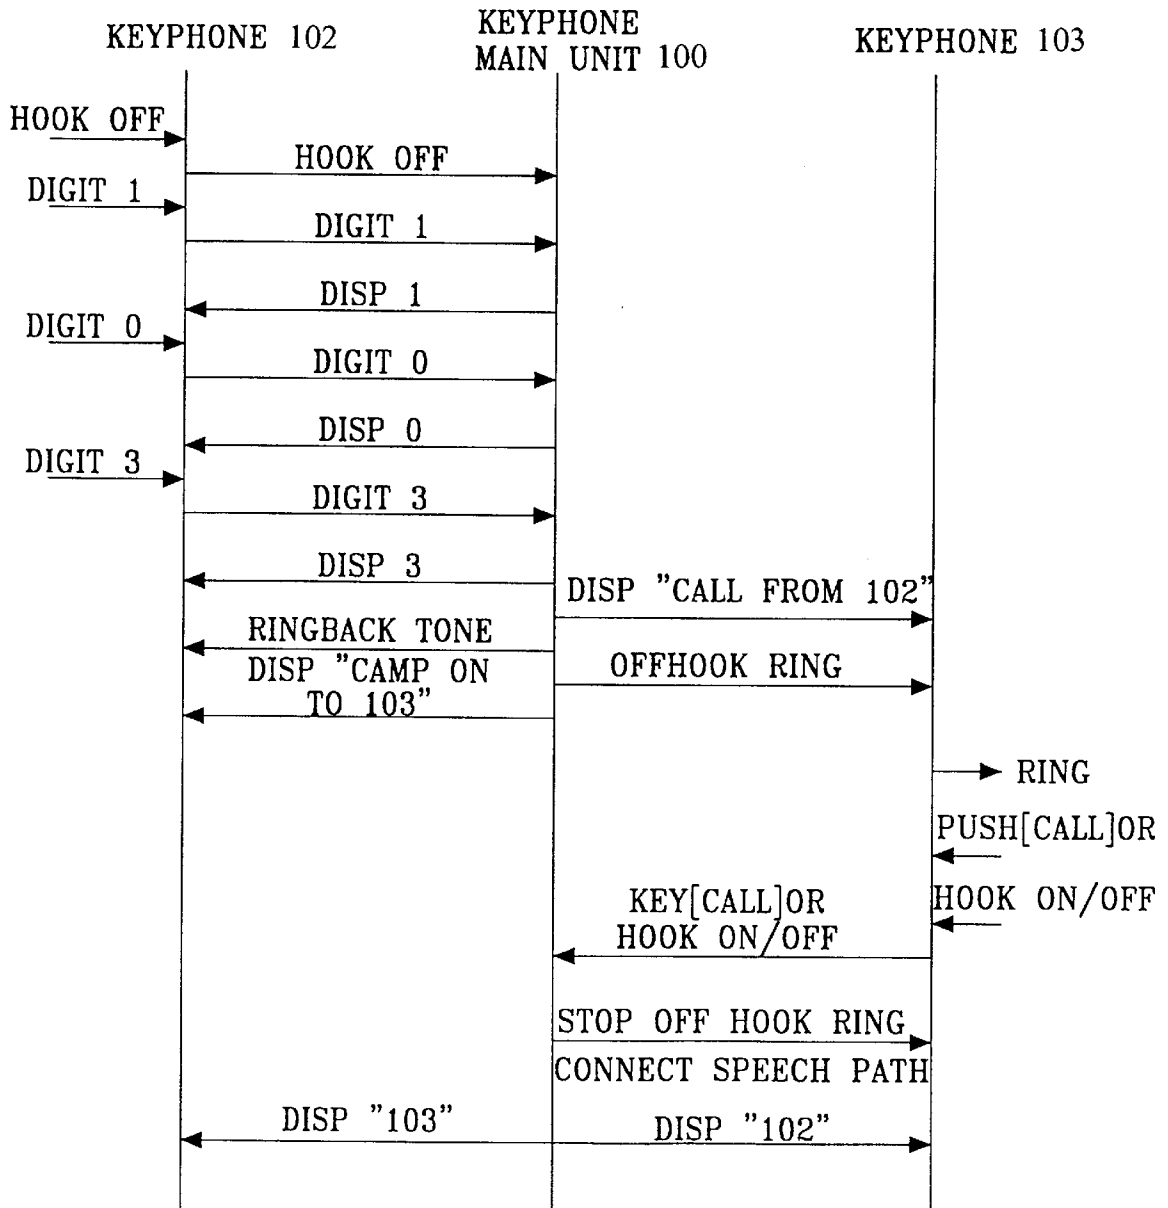 KEYPHONE 102
KEYPHONE
MAIN UNIT 100
KEYPHONE 103
HOOK OFF
HOOK OFF
DIGIT 1
DIGIT 1
DISP 1
DIGIT 0
DIGIT 0
DISP 0
DIGIT 3
DIGIT 3
DISP 3
DISP "CALL FROM 102"
RINGBACK TONE
OFFHOOK RING
DISP "CAMP ON
TO 103"
RING
PUSH[CALL]OR
HOOK ON/OFF
KEY[CALL]OR
HOOK ON/OFF
STOP OFF HOOK RING
CONNECT SPEECH PATH
DISP "103"
DISP "102"